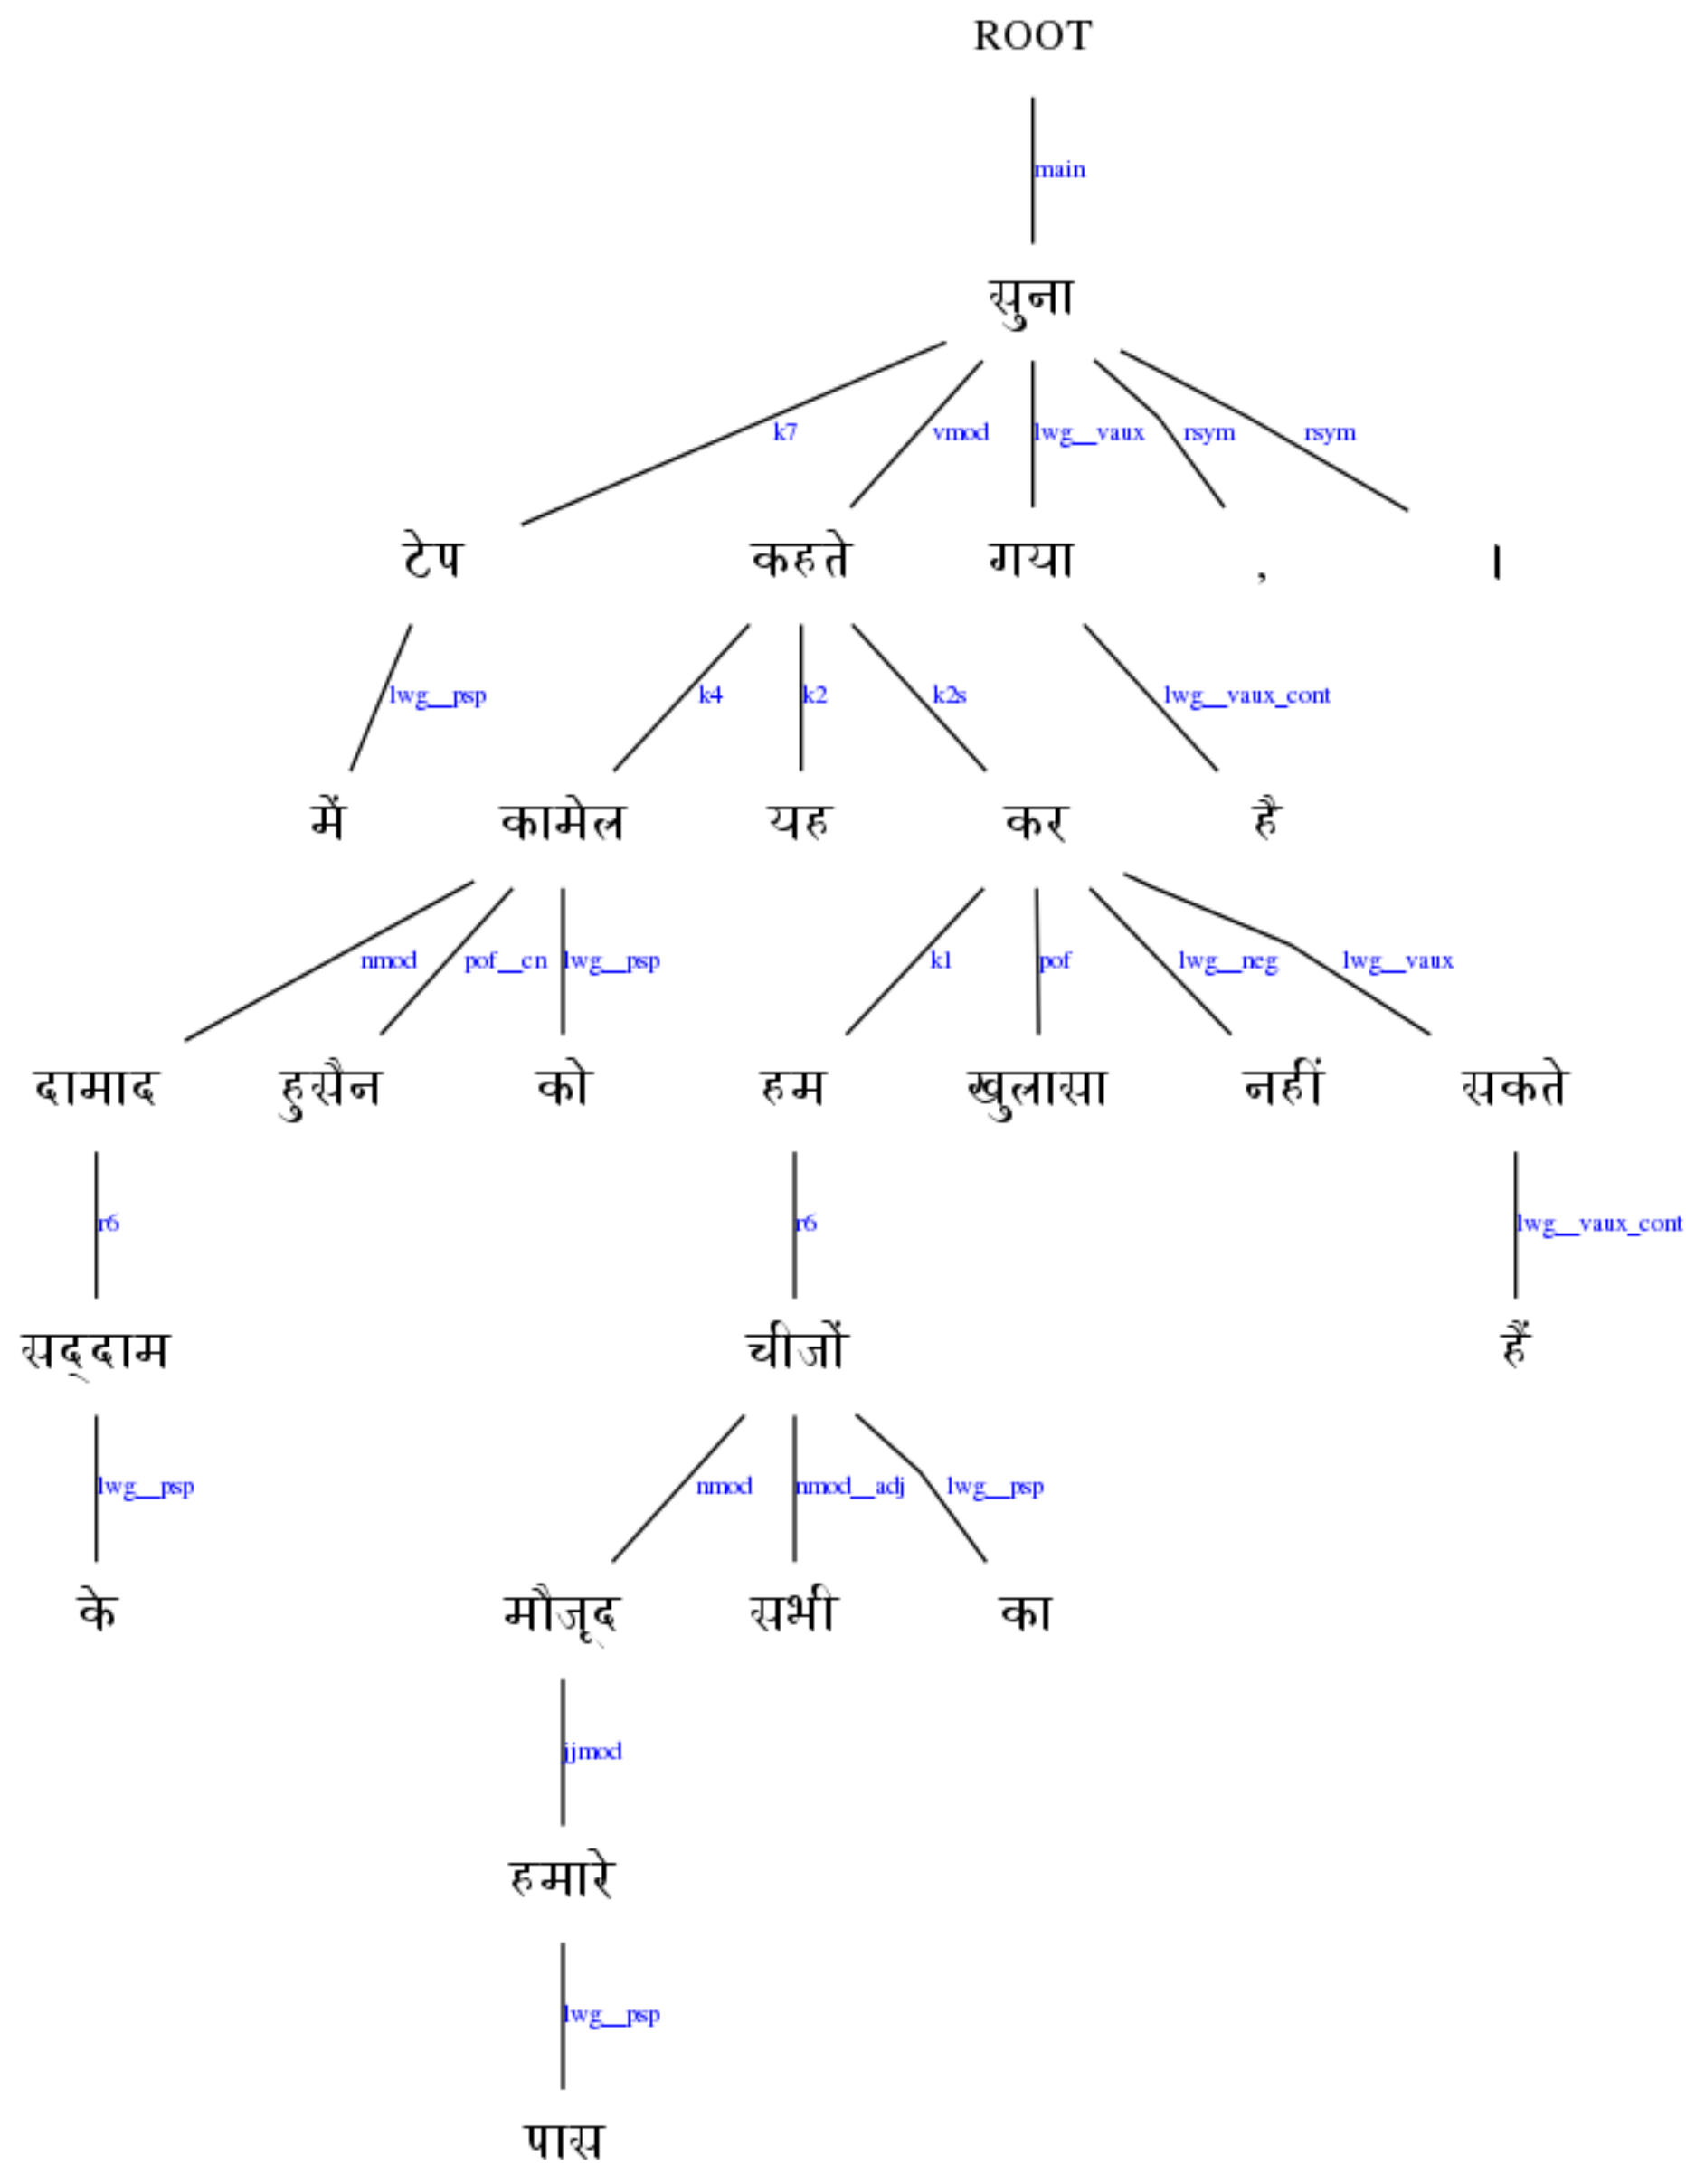 ROOT
main
सुना
k7 vmod lwg__vaux rsym rsym
टेप कहते गया , ।
lwg__psp k4 k2 k2s lwg__vaux_cont
में कामेल यह कर है
nmod pof__cn lwg__psp k1 pof lwg__neg lwg__vaux
दामाद हुसैन को हम खुलासा नहीं सकते
r6 r6 lwg__vaux_cont
सद्दाम चीजों हैं
lwg__psp nmod nmod__adj lwg__psp
के मौजूद सभी का
jjmod
हमारे
lwg__psp
पास